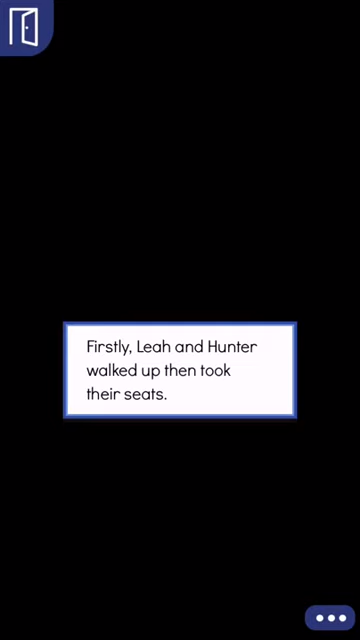 Firstly, Leah and Hunter
walked up then took
their seats.